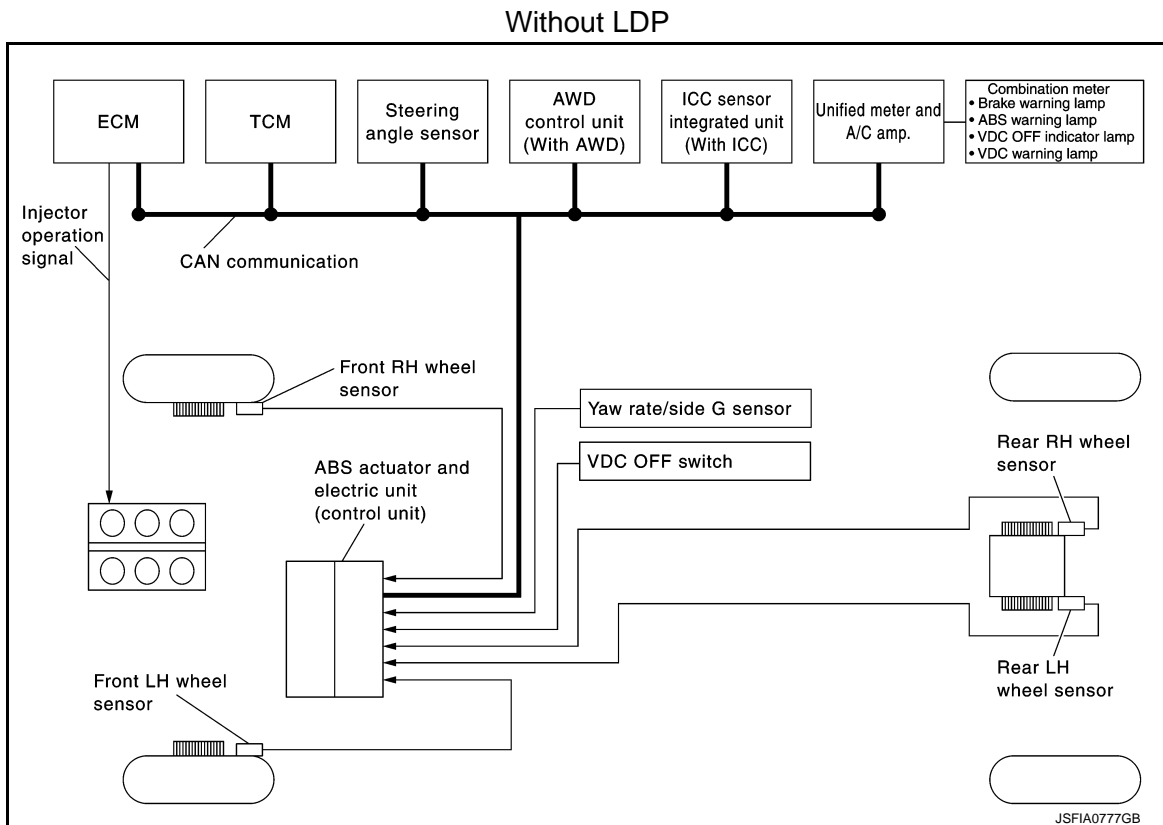 Without LDP
ECM
TCM
Steering
angle sensor
AWD
control unit
(With AWD)
ICC sensor
integrated unit
(With ICC)
Unified meter and
A/C amp.
Combination meter
• Brake warning lamp
• ABS warning lamp
• VDC OFF indicator lamp
• VDC warning lamp
Injector
operation
signal
CAN communication
Front RH wheel
sensor
Yaw rate/side G sensor
VDC OFF switch
Rear RH wheel
sensor
ABS actuator and
electric unit
(control unit)
Front LH wheel
sensor
Rear LH
wheel sensor
JSFIA0777GB